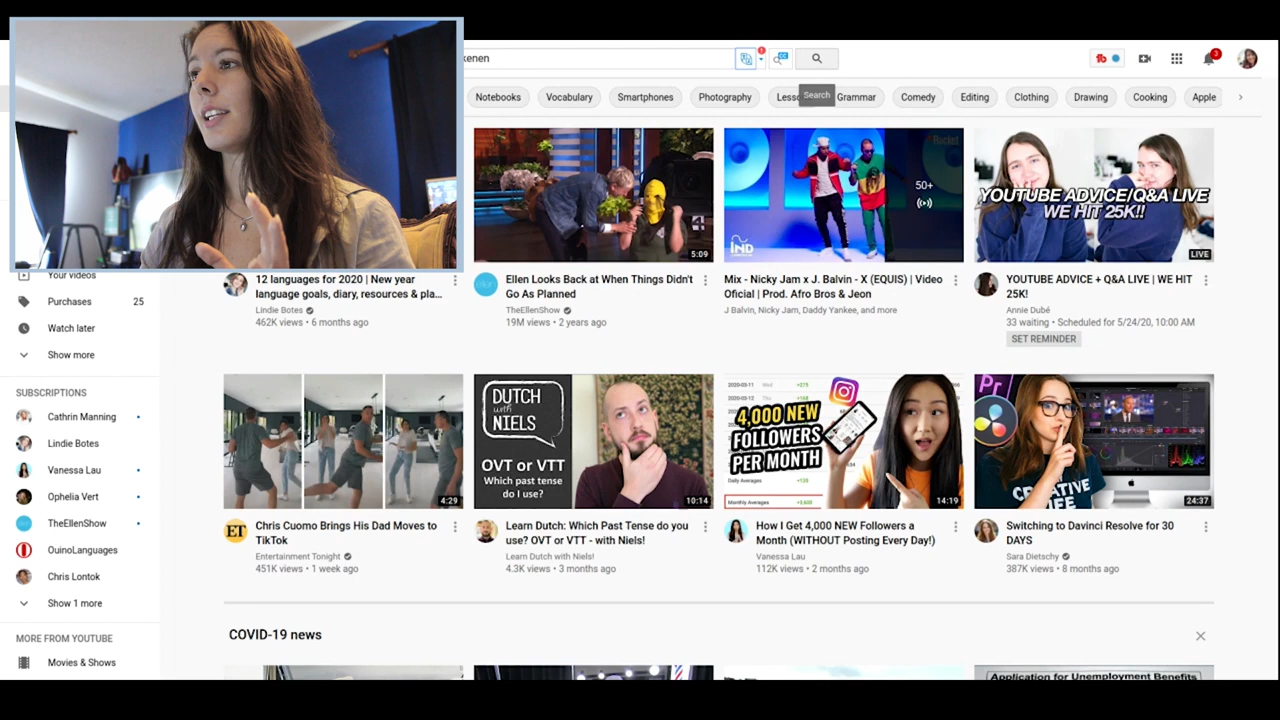 kenen
3
Notebooks
Vocabulary
Smartphones
Photography
Search
Grammar
Comedy
Editing
Clothing
Drawing
Cooking
Apple
50+
IND
5:09
YOUTUBE ADVICE/Q&A LIVE
WE HIT 25K!!
LIVE
Your videos
Purchases 25
Watch later
Show more
SUBSCRIPTIONS
Cathrin Manning
Lindie Botes
Vanessa Lau
Ophelia Vert
TheEllenShow
OuinoLanguages
Chris Lontok
Show 1 more
MORE FROM YOUTUBE
Movies & Shows
12 languages for 2020 | New year
language goals, diary, resources & pla...
Lindie Botes
462K views • 6 months ago
Ellen Looks Back at When Things Didn't
Go As Planned
TheEllenShow
19M views • 2 years ago
Mix - Nicky Jam x J. Balvin - X (EQUIS) | Video
Oficial | Prod. Afro Bros & Jeon
J Balvin, Nicky Jam, Daddy Yankee, and more
YOUTUBE ADVICE + Q&A LIVE | WE HIT
25K!
Annie Dubé
33 waiting • Scheduled for 5/24/20, 10:00 AM
SET REMINDER
4:29
DUTCH
with
NIELS
OVT or VTT
Which past tense
do I use?
10:14
4,000 NEW
FOLLOWERS
PER MONTH
Daily Averages
Monthly Averages
14:19
Pr
CREATIVE
24:37
ET
Chris Cuomo Brings His Dad Moves to
TikTok
Entertainment Tonight
451K views • 1 week ago
Learn Dutch: Which Past Tense do you
use? OVT or VTT - with Niels!
Learn Dutch with Niels!
4.3K views • 3 months ago
How I Get 4,000 NEW Followers a
Month (WITHOUT Posting Every Day!)
Vanessa Lau
112K views • 2 months ago
Switching to Davinci Resolve for 30
DAYS
Sara Dietschy
387K views • 8 months ago
COVID-19 news
Application for Unemployment Benefits